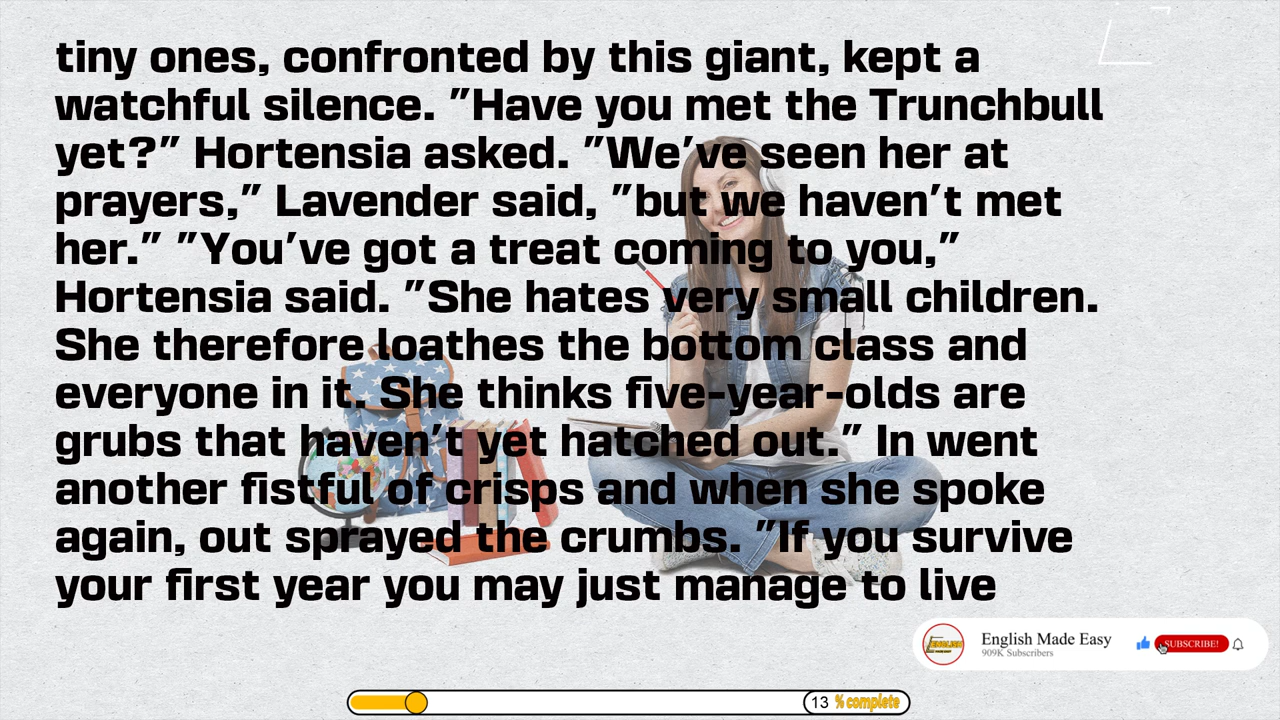 tiny ones, confronted by this giant, kept a
watchful silence. "Have you met the Trunchbull
yet?" Hortensia asked. "We've seen her at
prayers," Lavender said, "but we haven't met
her." "You've got a treat coming to you,"
Hortensia said. "She hates very small children.
She therefore loathes the bottom class and
everyone in it. She thinks five-year-olds are
grubs that haven't yet hatched out." In went
another fistful of crisps and when she spoke
again, out sprayed the crumbs. "If you survive
your first year you may just manage to live
English Made Easy
909K Subscribers
SUBSCRIBE!
13 % complete